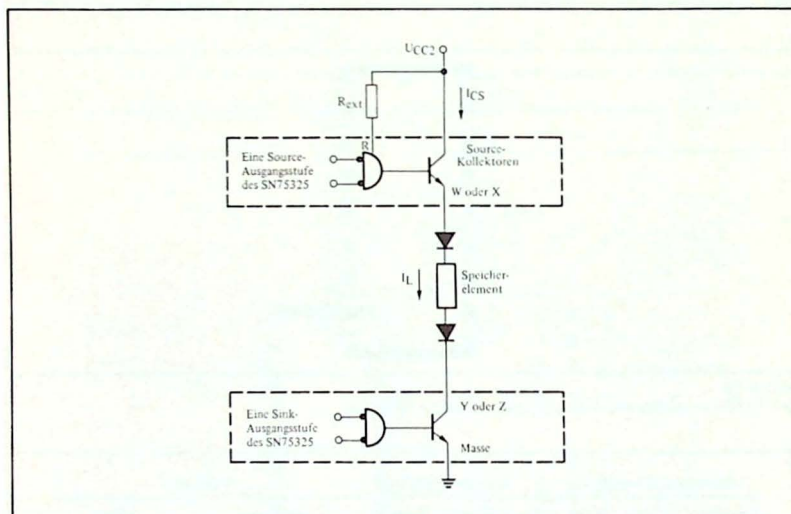 UCC2
ICS
Rext
R
Eine Source-
Ausgangsstufe
des SN75325
Source-
Kollektoren
W oder X
IL
Speicher-
element
Eine Sink-
Ausgangsstufe
des SN75325
Y oder Z
Masse